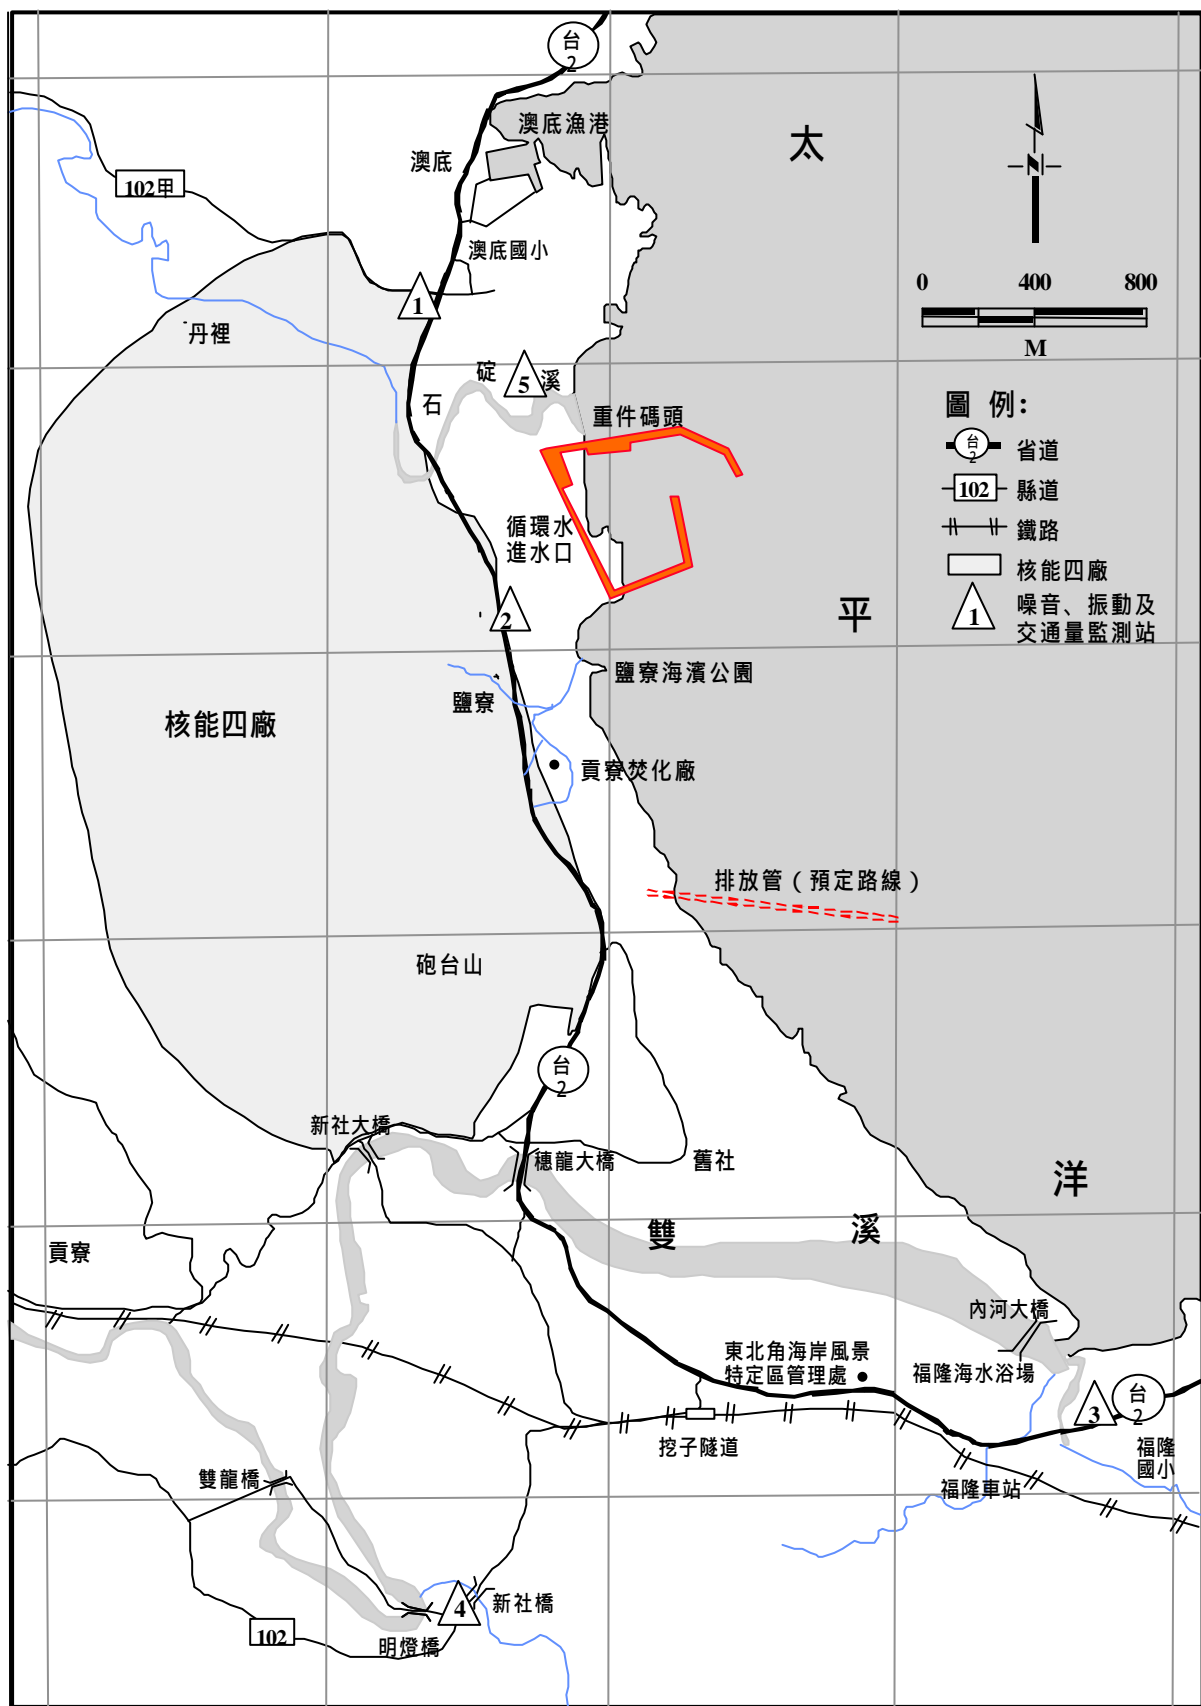 台
2
澳底漁港
太
澳底
102甲
澳底國小
0 400 800
M
1
丹裡
碇
5
溪
石
重件碼頭
圖 例:
台
2
省道
102
縣道
鐵路
核能四廠
1
噪音、振動及
交通量監測站
循環水
進水口
2
平
鹽寮海濱公園
鹽寮
核能四廠
貢寮焚化廠
排放管（預定路線）
砲台山
台
2
新社大橋
穗龍大橋
舊社
洋
雙
溪
貢寮
內河大橋
東北角海岸風景
特定區管理處
福隆海水浴場
3
台
2
挖子隧道
福隆
國小
雙龍橋
福隆車站
4
新社橋
102
明燈橋
N